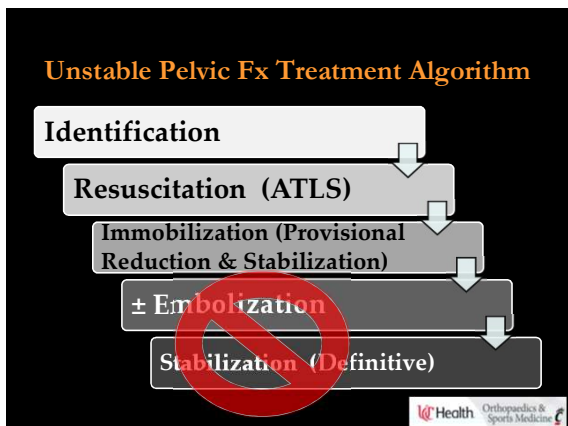 Unstable Pelvic Fx Treatment Algorithm
Identification
Resuscitation (ATLS)
Immobilization (Provisional
Reduction & Stabilization)
± Embolization
Stabilization (Definitive)
UC Health Orthopaedics &
Sports Medicine